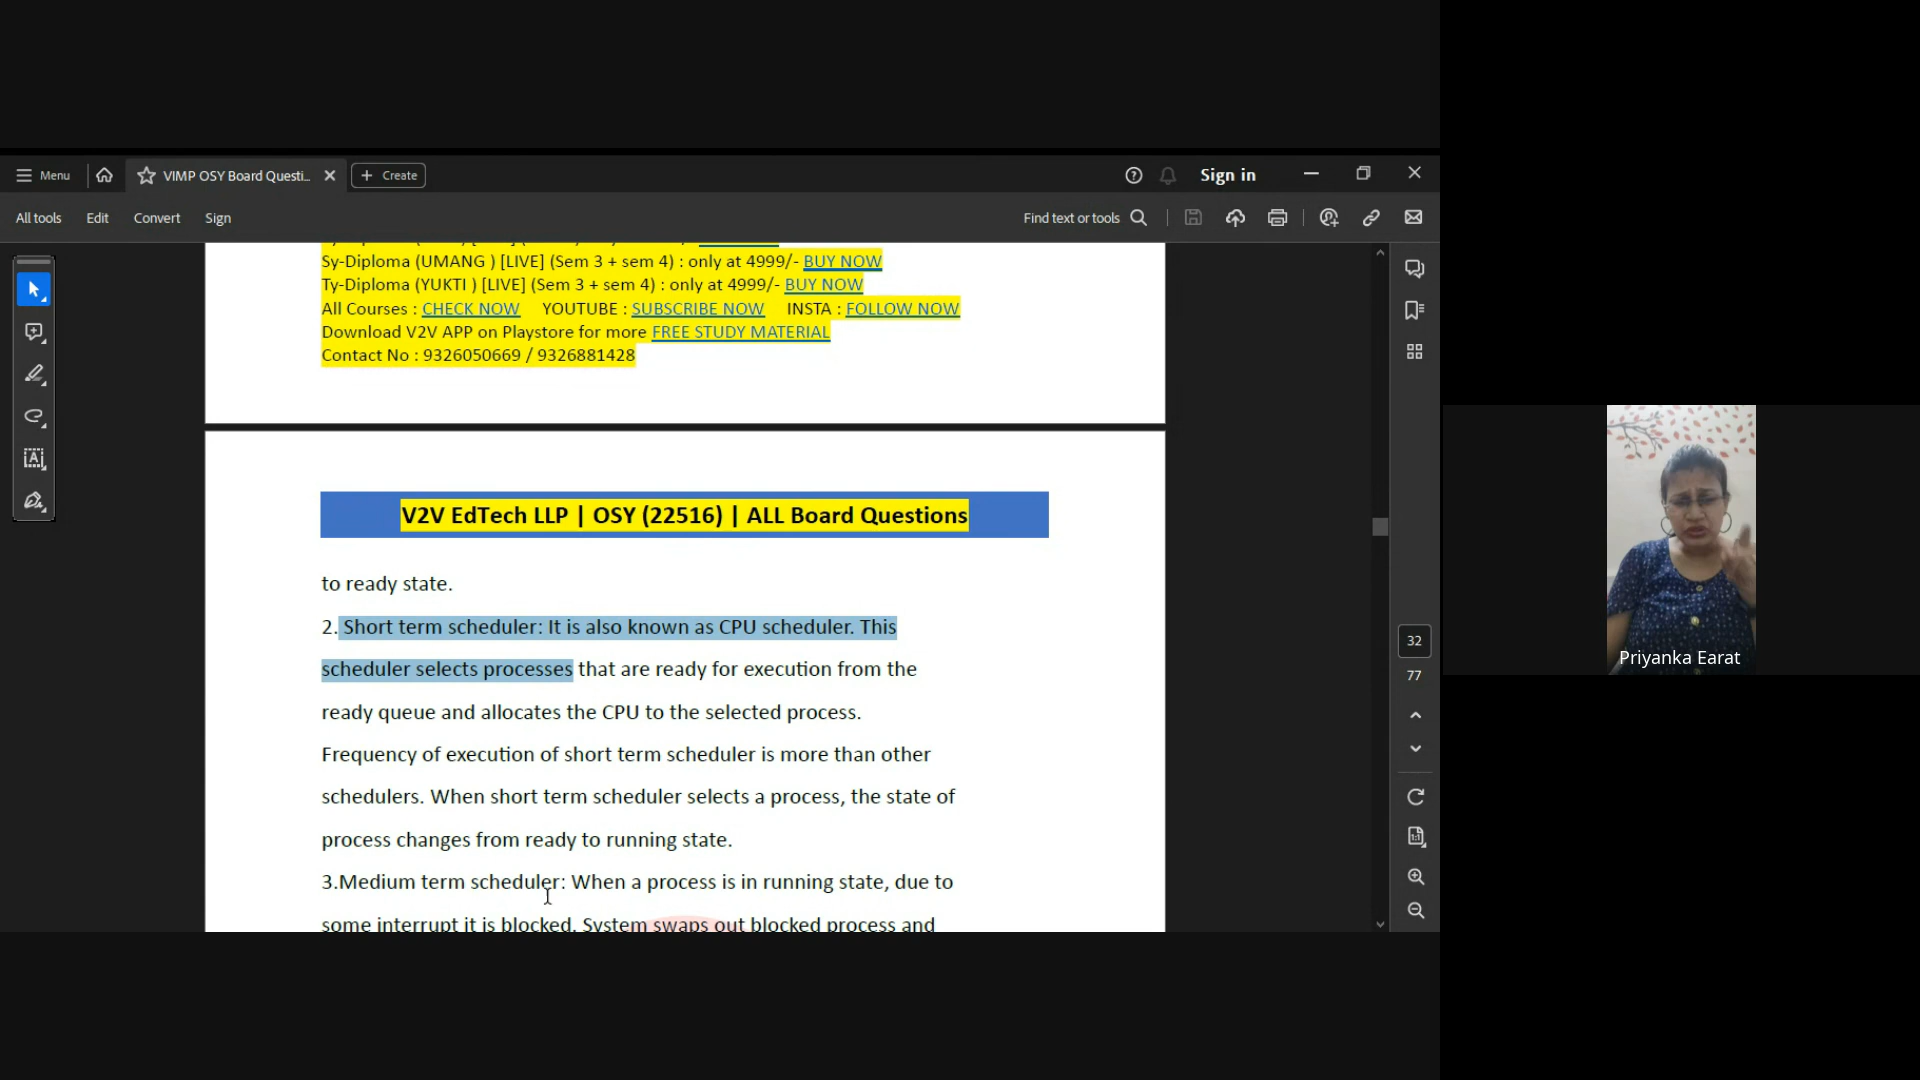 Menu
VIMP OSY Board Questi...
Create
Sign in
All tools
Edit
Convert
Sign
Find text or tools
Sy-Diploma (UMANG ) [LIVE] (Sem 3 + sem 4) : only at 4999/- BUY NOW
Ty-Diploma (YUKTI ) [LIVE] (Sem 3 + sem 4) : only at 4999/- BUY NOW
All Courses : CHECK NOW YOUTUBE : SUBSCRIBE NOW INSTA : FOLLOW NOW
Download V2V APP on Playstore for more FREE STUDY MATERIAL
Contact No : 9326050669 / 9326881428
V2V EdTech LLP | OSY (22516) | ALL Board Questions
to ready state.
2. Short term scheduler: It is also known as CPU scheduler. This
scheduler selects processes that are ready for execution from the
ready queue and allocates the CPU to the selected process.
Frequency of execution of short term scheduler is more than other
schedulers. When short term scheduler selects a process, the state of
process changes from ready to running state.
3.Medium term scheduler: When a process is in running state, due to
some interrupt it is blocked. System swaps out blocked process and
32
77
Priyanka Earat